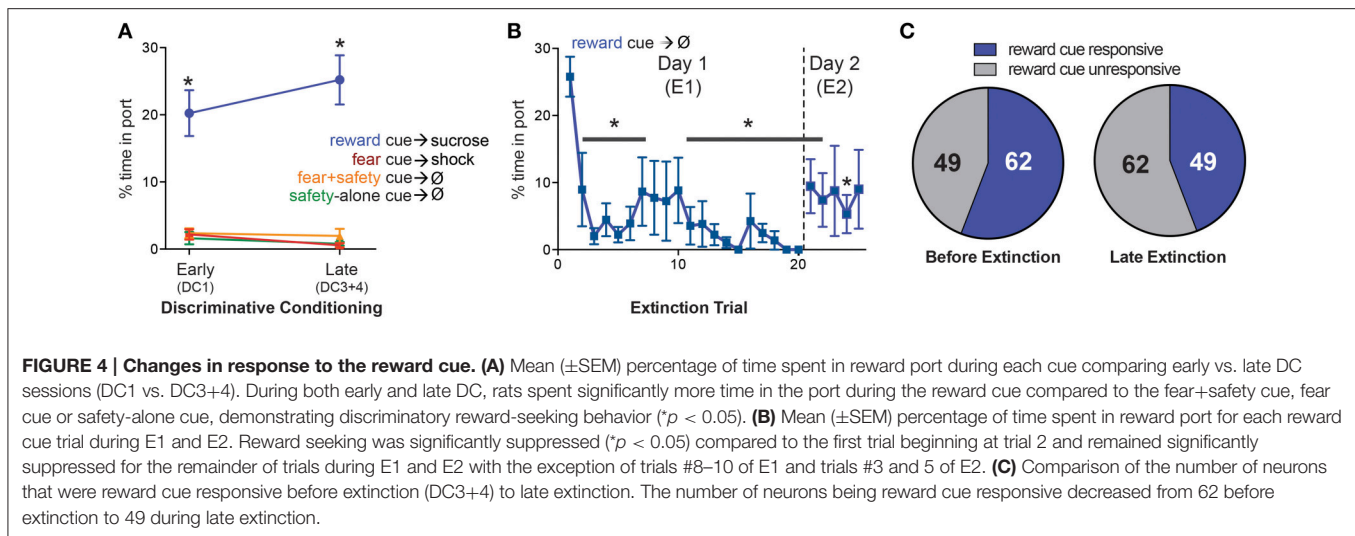 A
% time in port
30
20
10
0
*
*
reward cue→sucrose
fear cue→shock
fear+safety cue→Ø
safety-alone cue→Ø
Early
(DC1)
Late
(DC3+4)
Discriminative Conditioning
B
% time in port
30
20
10
0
reward cue→Ø
Day 1
(E1)
Day 2
(E2)
*
*
*
0
10
20
Extinction Trial
C
reward cue responsive
reward cue unresponsive
49
62
62
49
Before Extinction
Late Extinction
FIGURE 4 | Changes in response to the reward cue. (A) Mean (±SEM) percentage of time spent in reward port during each cue comparing early vs. late DC
sessions (DC1 vs. DC3+4). During both early and late DC, rats spent significantly more time in the port during the reward cue compared to the fear+safety cue, fear
cue or safety-alone cue, demonstrating discriminatory reward-seeking behavior (*p < 0.05). (B) Mean (±SEM) percentage of time spent in reward port for each reward
cue trial during E1 and E2. Reward seeking was significantly suppressed (*p < 0.05) compared to the first trial beginning at trial 2 and remained significantly
suppressed for the remainder of trials during E1 and E2 with the exception of trials #8–10 of E1 and trials #3 and 5 of E2. (C) Comparison of the number of neurons
that were reward cue responsive before extinction (DC3+4) to late extinction. The number of neurons being reward cue responsive decreased from 62 before
extinction to 49 during late extinction.